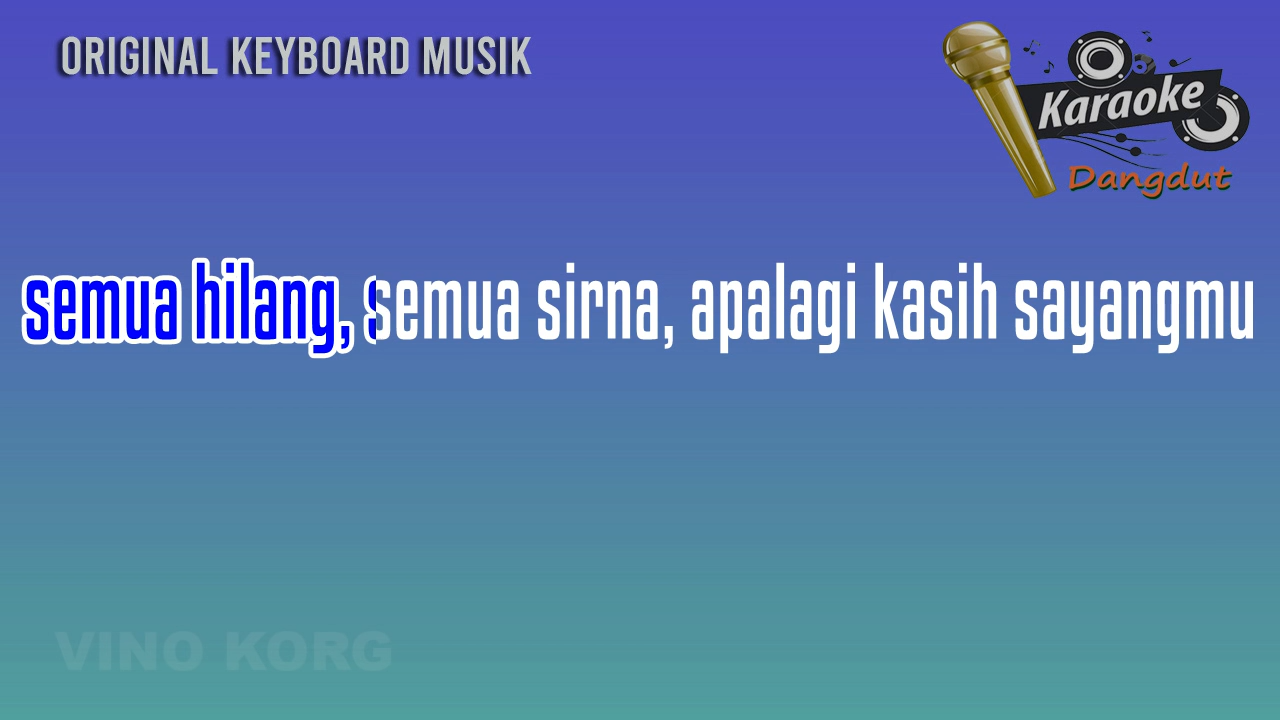 ORIGINAL KEYBOARD MUSIK
Karaoke
Dangdut
semua hilang, semua sirna, apalagi kasih sayangmu
VINO KORG